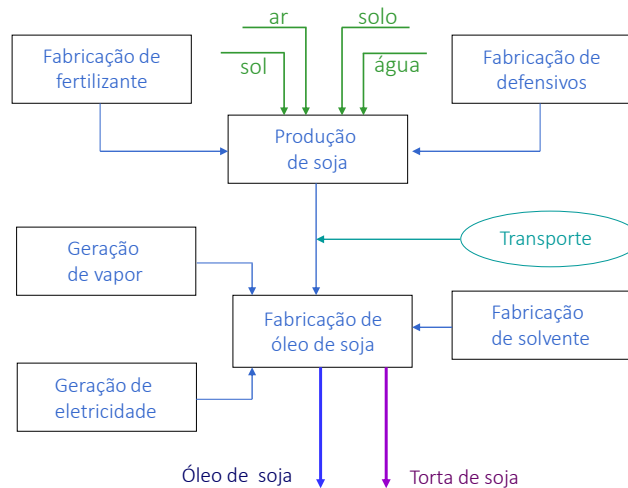 ar
solo
Fabricação de
fertilizante
sol
água
Fabricação de
defensivos
Produção
de soja
Geração
de vapor
Transporte
Fabricação de
óleo de soja
Fabricação
de solvente
Geração de
eletricidade
Óleo de soja
Torta de soja